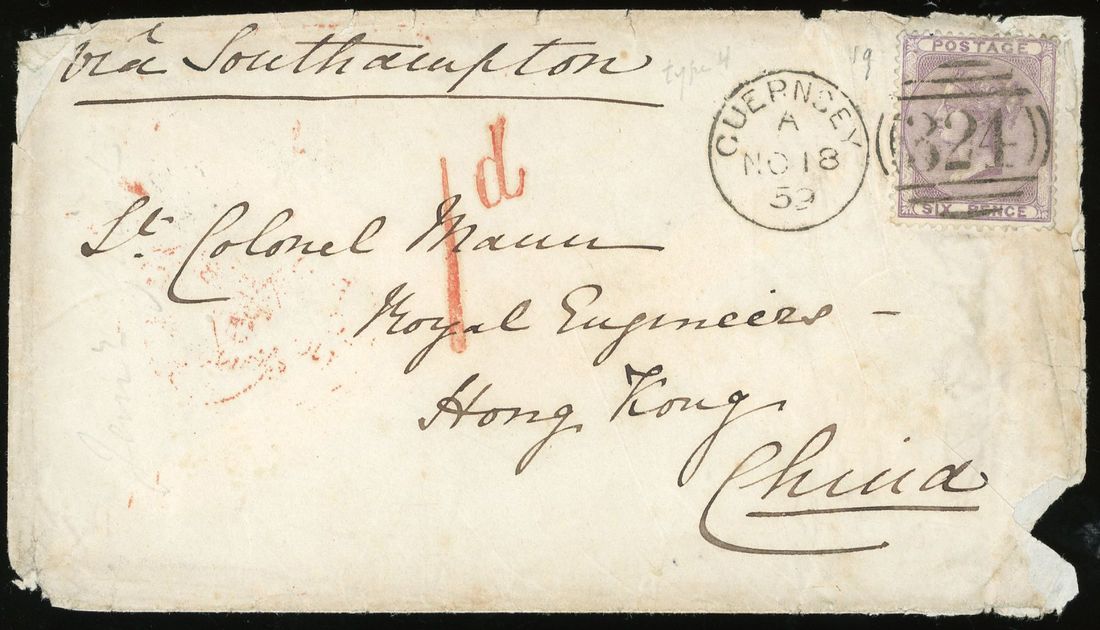 via Southampton
type 4
GUERNSEY
A
NO 18
59
POSTAGE
324
SIX PENCE
1d
Lt. Colonel Mann
Royal Engineers -
Hong Kong
China